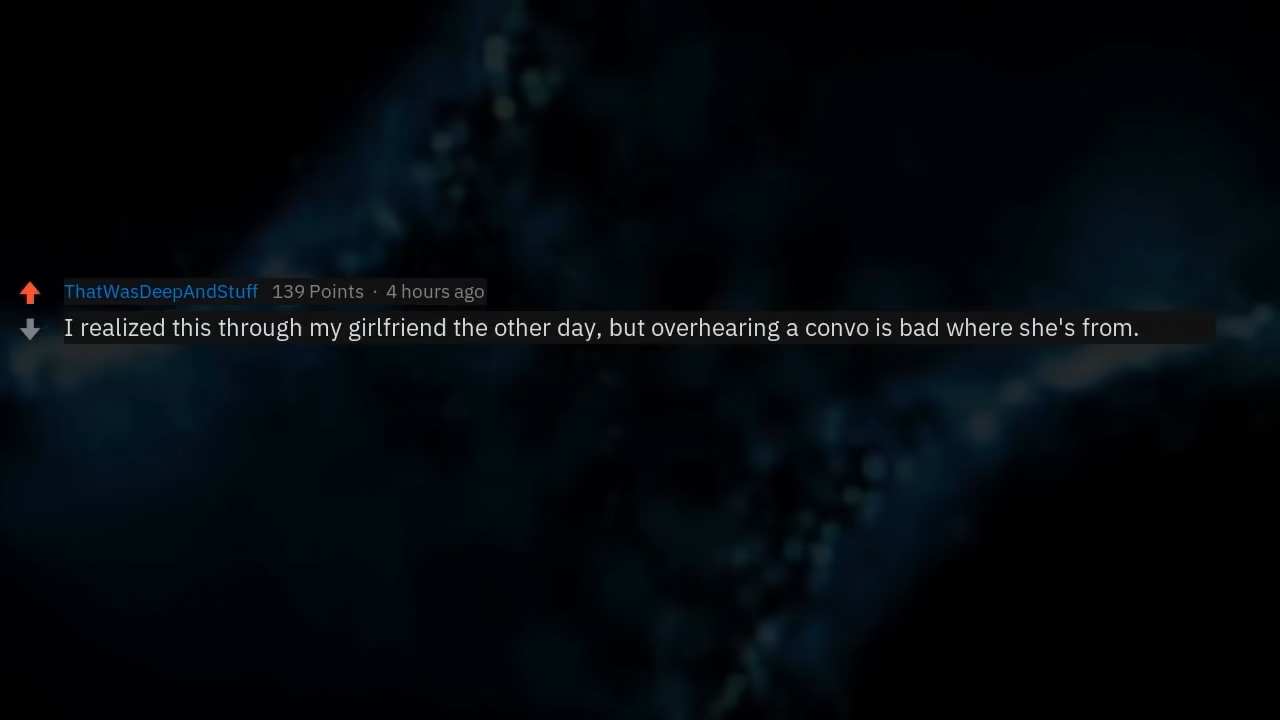 ThatWasDeepAndStuff 139 Points · 4 hours ago
I realized this through my girlfriend the other day, but overhearing a convo is bad where she's from.